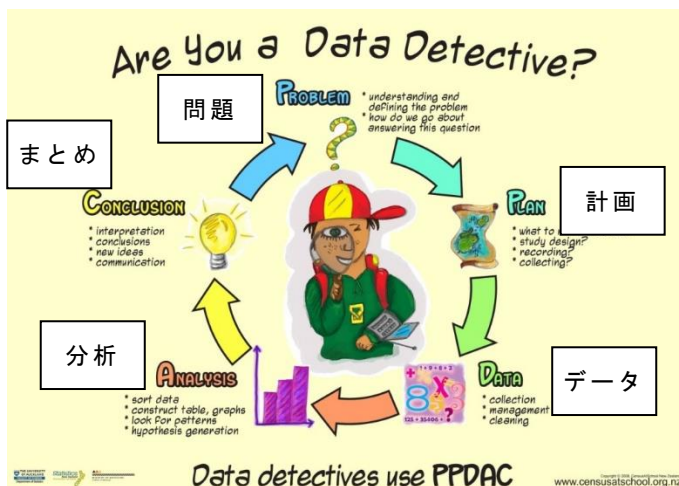 Are You a Data Detective?
問題
PROBLEM
* understanding and
defining the problem
* how do we go about
answering this question
まとめ
CONCLUSION
* interpretation
* conclusions
* new ideas
* communication
計画
PLAN
* what to
* study design?
* recording?
* collecting?
分析
ANALYSIS
* sort data
* construct table, graphs
* look for patterns
* hypothesis generation
データ
DATA
* collection
* management
* cleaning
Data detectives use PPDAC
www.censusatschool.org.nz